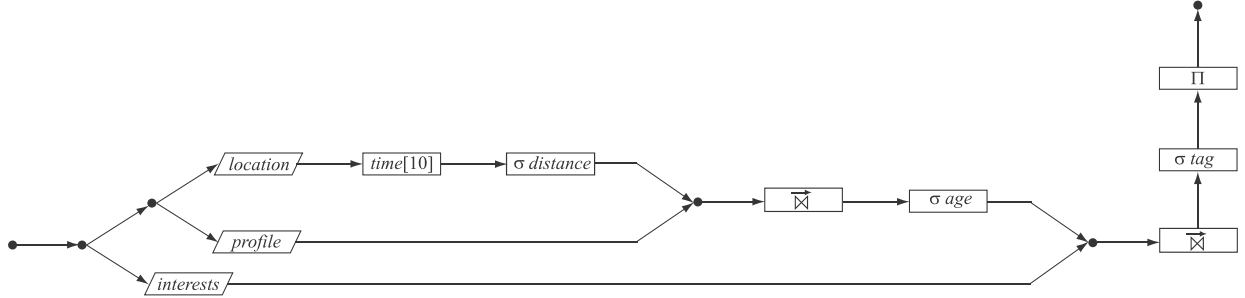 Π
location
time[10]
σ distance
σ tag
⋈
σ age
profile
⋈
interests